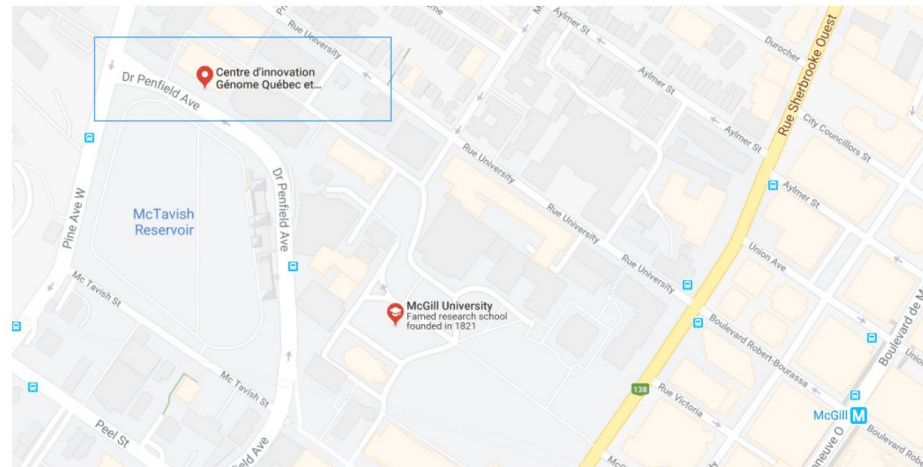 Rue University
Aylmer St
Durocher
Rue Sherbrooke Ouest
Centre d'innovation
Génome Québec et...
Dr Penfield Ave
Aylmer St
City Councillors St
Rue University
Aylmer St
McTavish
Reservoir
Dr Penfield Ave
Rue University
Pine Ave W
Union Ave
Rue University
Mc Tavish St
McGill University
Famed research school
founded in 1821
Boulevard Robert-Bourassa
Boulevard de
138
Rue Victoria
Mc Tavish St
McGill
M
Peel St
Boulevard Robert-